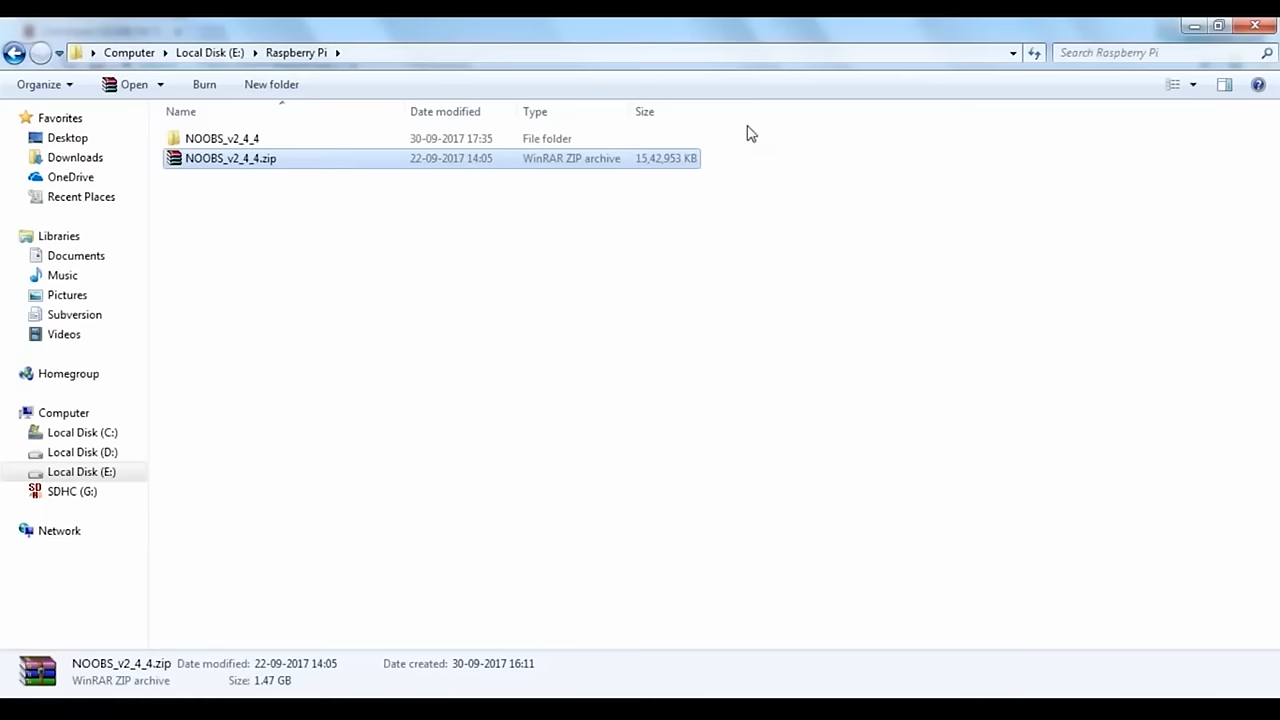 Computer Local Disk (E:) Raspberry Pi Search Raspberry Pi
Organize Open Burn New folder
Name Date modified Type Size
NOOBS_v2_4_4 30-09-2017 17:35 File folder
NOOBS_v2_4_4.zip 22-09-2017 14:05 WinRAR ZIP archive 15,42,953 KB
Favorites
Desktop
Downloads
OneDrive
Recent Places
Libraries
Documents
Music
Pictures
Subversion
Videos
Homegroup
Computer
Local Disk (C:)
Local Disk (D:)
Local Disk (E:)
SDHC (G:)
Network
NOOBS_v2_4_4.zip Date modified: 22-09-2017 14:05 Date created: 30-09-2017 16:11
WinRAR ZIP archive Size: 1.47 GB